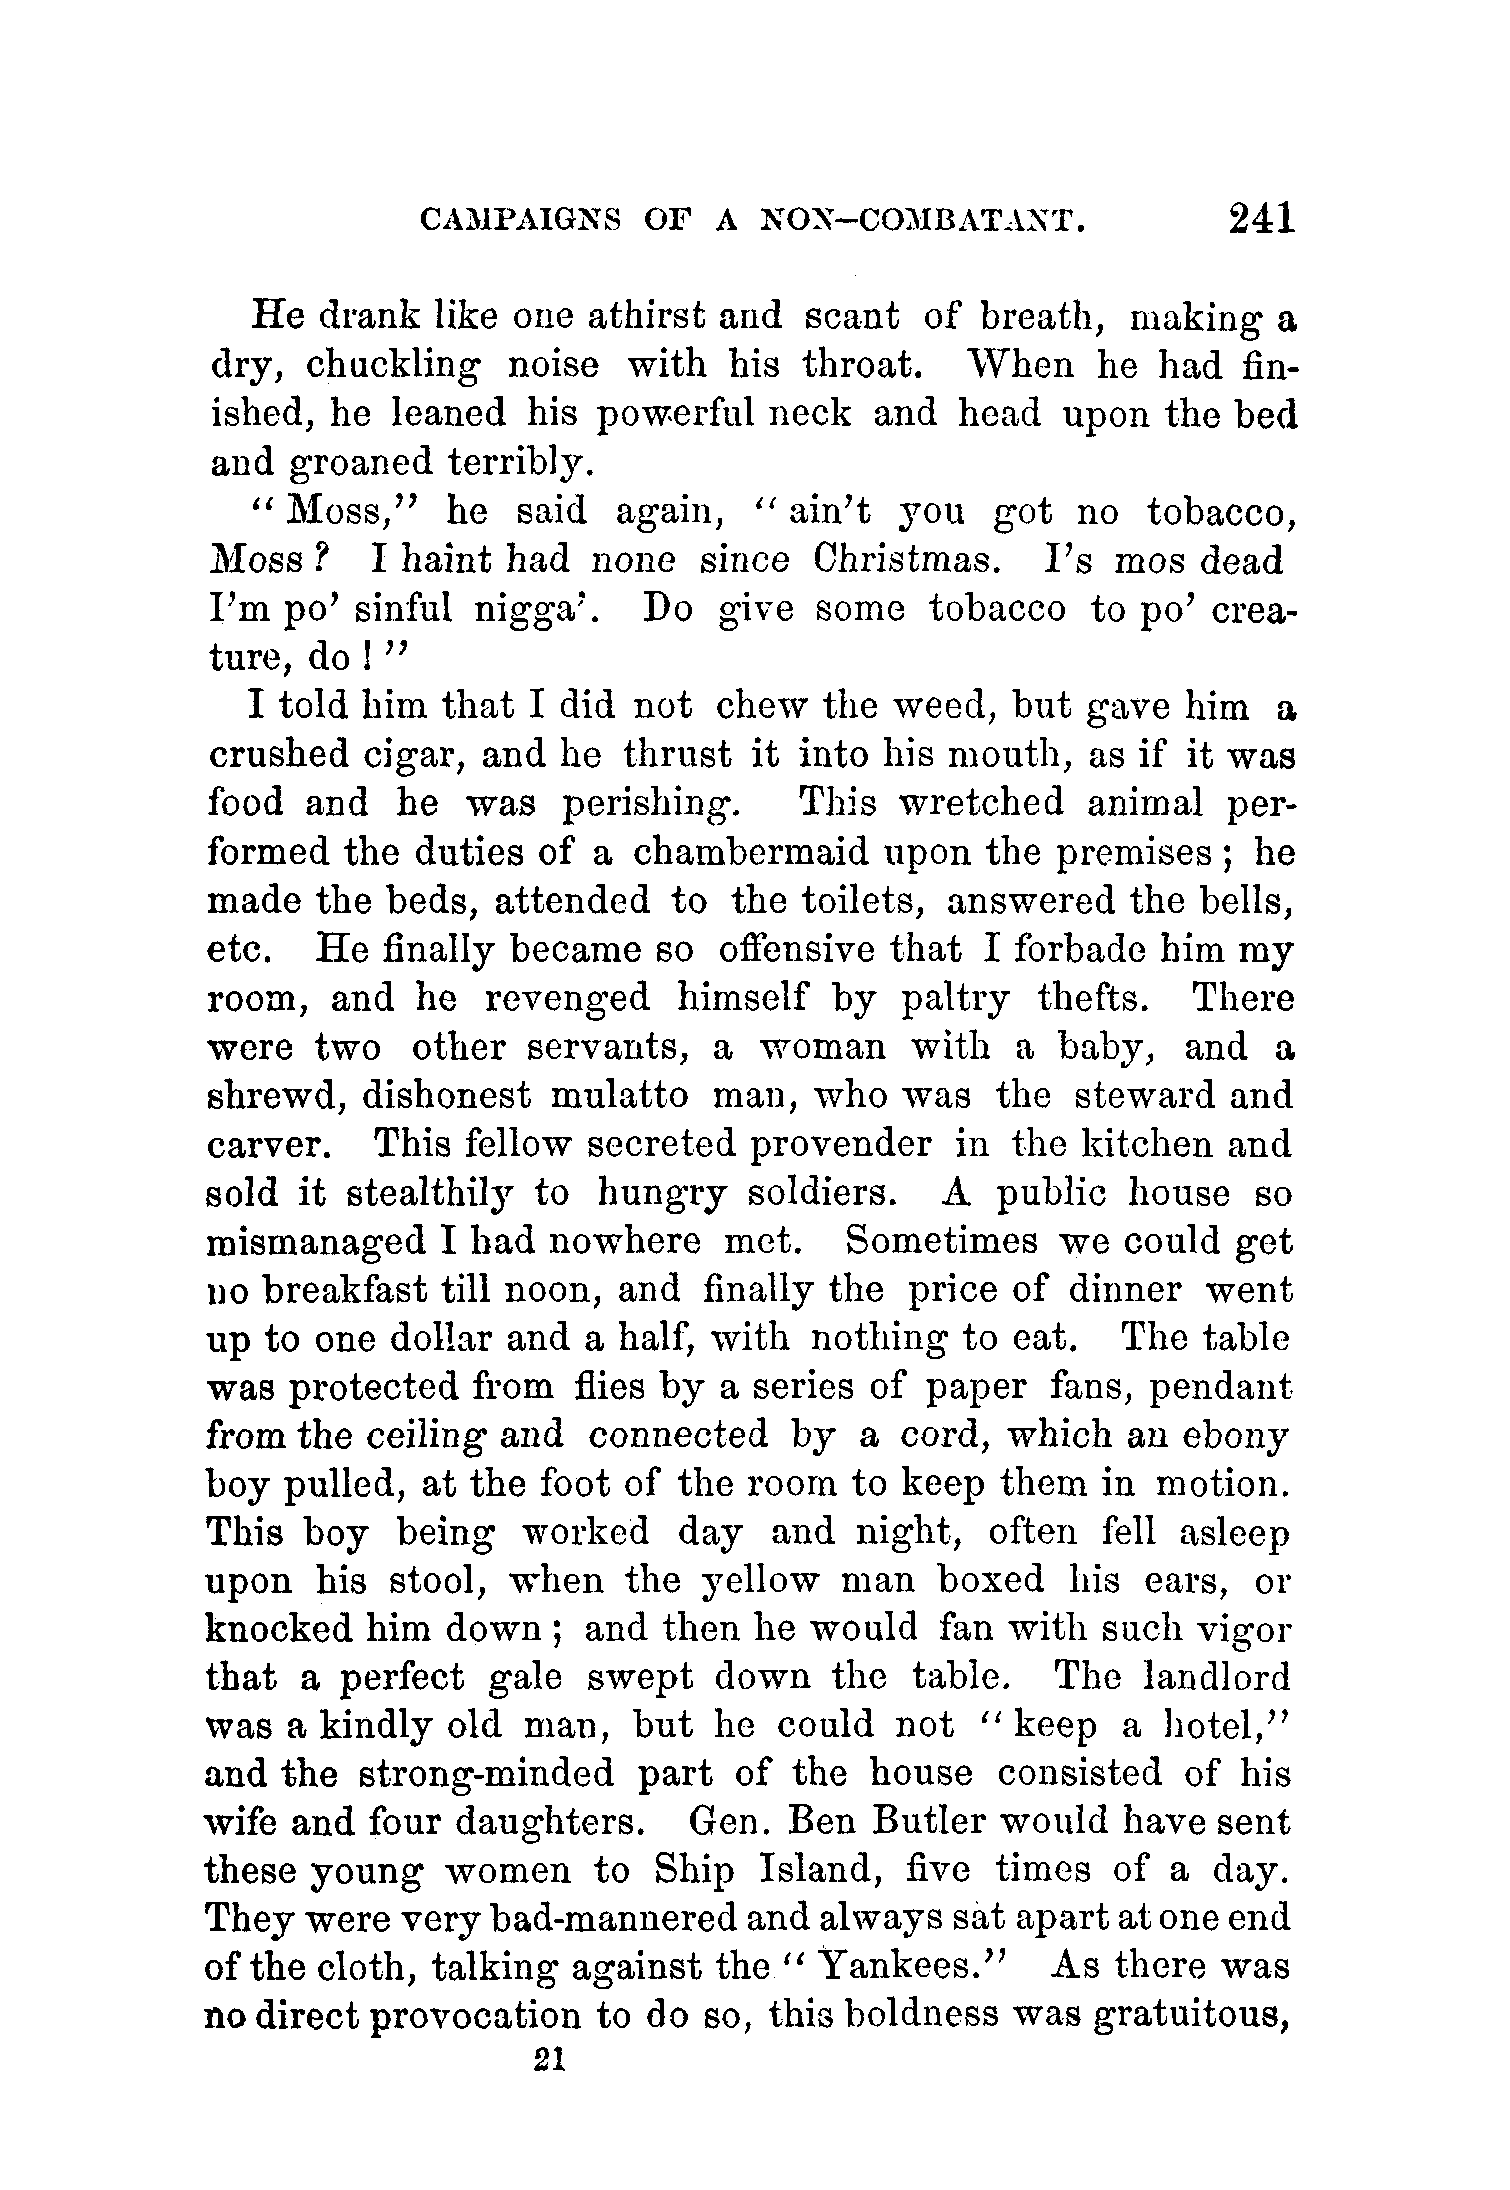 CAMPAIGNS OF A NON-COMBATANT. 241
He drank like one athirst and scant of breath, making a
dry, chuckling noise with his throat. When he had fin-
ished, he leaned his powerful neck and head upon the bed
and groaned terribly.
" Moss," he said again, " ain't you got no tobacco,
Moss ? I haint had none since Christmas. I's mos dead
I'm po' sinful nigga'. Do give some tobacco to po' crea-
ture, do ! "
I told him that I did not chew the weed, but gave him a
crushed cigar, and he thrust it into his mouth, as if it was
food and he was perishing. This wretched animal per-
formed the duties of a chambermaid upon the premises ; he
made the beds, attended to the toilets, answered the bells,
etc. He finally became so offensive that I forbade him my
room, and he revenged himself by paltry thefts. There
were two other servants, a woman with a baby, and a
shrewd, dishonest mulatto man, who was the steward and
carver. This fellow secreted provender in the kitchen and
sold it stealthily to hungry soldiers. A public house so
mismanaged I had nowhere met. Sometimes we could get
no breakfast till noon, and finally the price of dinner went
up to one dollar and a half, with nothing to eat. The table
was protected from flies by a series of paper fans, pendant
from the ceiling and connected by a cord, which an ebony
boy pulled, at the foot of the room to keep them in motion.
This boy being worked day and night, often fell asleep
upon his stool, when the yellow man boxed his ears, or
knocked him down ; and then he would fan with such vigor
that a perfect gale swept down the table. The landlord
was a kindly old man, but he could not " keep a hotel,"
and the strong-minded part of the house consisted of his
wife and four daughters. Gen. Ben Butler would have sent
these young women to Ship Island, five times of a day.
They were very bad-mannered and always sat apart at one end
of the cloth, talking against the " Yankees." As there was
no direct provocation to do so, this boldness was gratuitous,
21